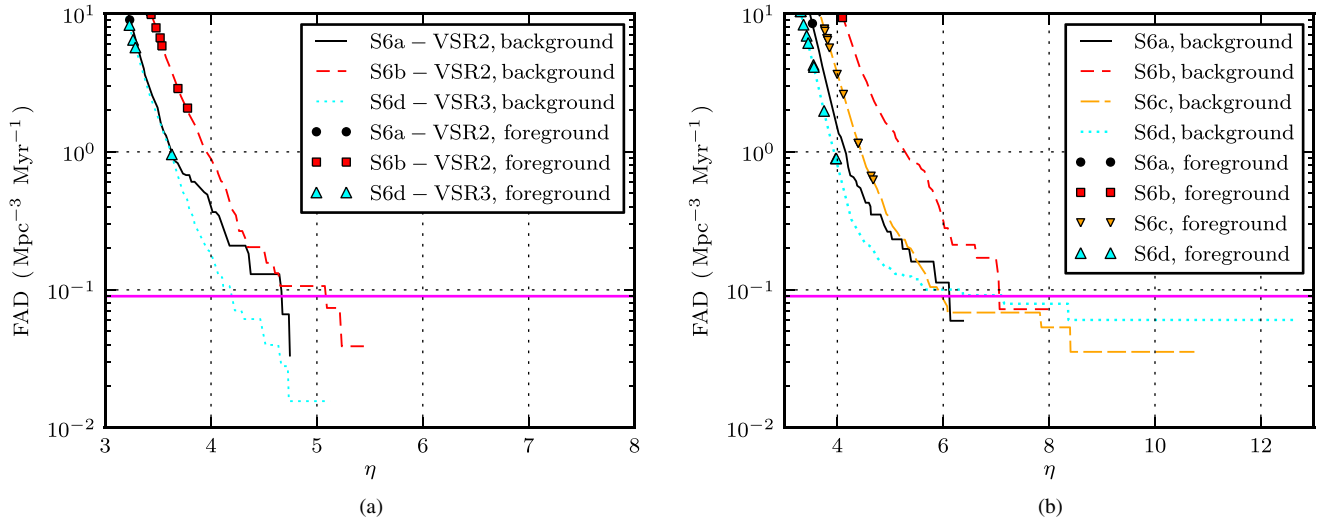 10^1
10^0
10^{-1}
10^{-2}
FAD ( Mpc^{-3} Myr^{-1} )
3 4 5 6 7 8
η
S6a − VSR2, background
S6b − VSR2, background
S6d − VSR3, background
S6a − VSR2, foreground
S6b − VSR2, foreground
S6d − VSR3, foreground
(a)
10^1
10^0
10^{-1}
10^{-2}
FAD ( Mpc^{-3} Myr^{-1} )
4 6 8 10 12
η
S6a, background
S6b, background
S6c, background
S6d, background
S6a, foreground
S6b, foreground
S6c, foreground
S6d, foreground
(b)